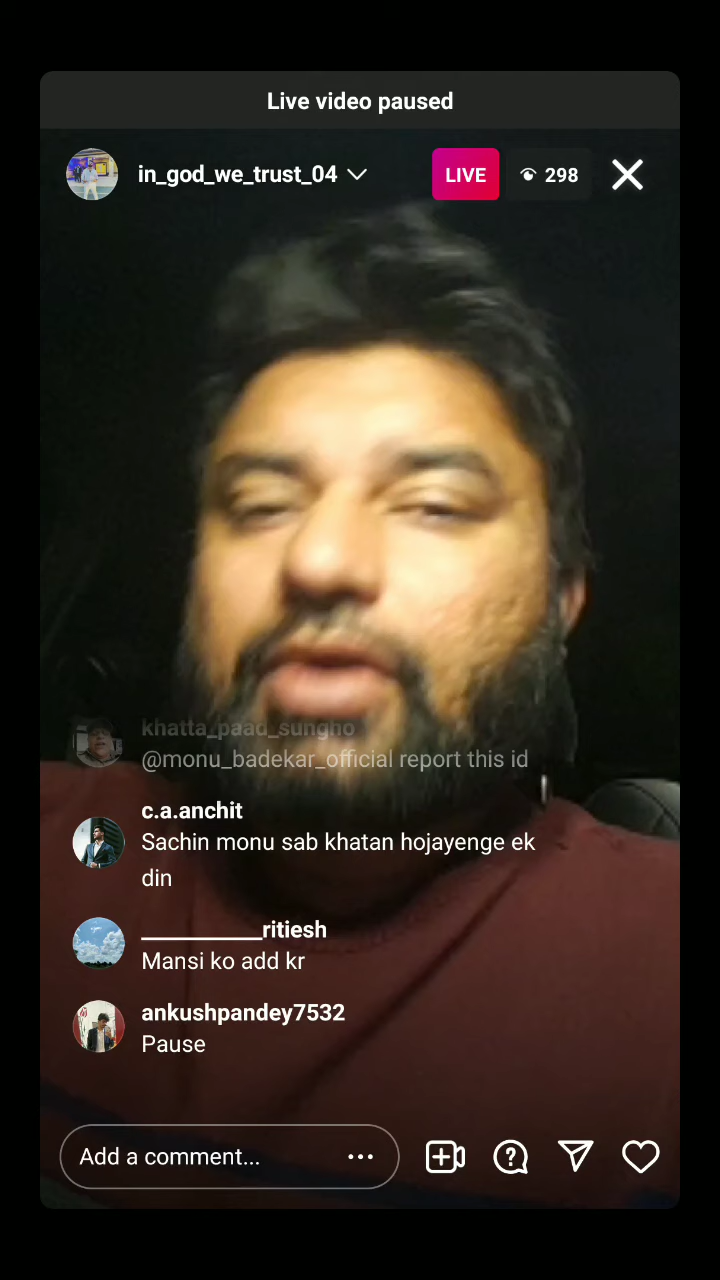 Live video paused
in_god_we_trust_04
LIVE
298
khatta_paad_sungho
@monu_badekar_official report this id
c.a.anchit
Sachin monu sab khatan hojayenge ek
din
__________ritiesh
Mansi ko add kr
ankushpandey7532
Pause
Add a comment...